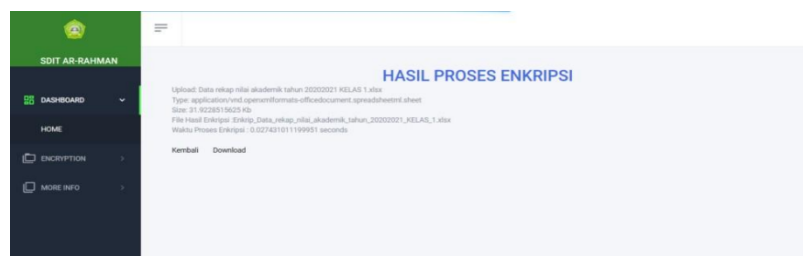 SDIT AR-RAHMAN
DASHBOARD
HOME
ENCRYPTION
MORE INFO
HASIL PROSES ENKRIPSI
Upload: Data rekap nilai akademik tahun 20202021 KELAS 1.xlsx
Type: application/vnd.openxmlformats-officedocument.spreadsheetml.sheet
Size: 31.9228515625 Kb
File Hasil Enkripsi :Enkrip_Data_rekap_nilai_akademik_tahun_20202021_KELAS_1.xlsx
Waktu Proses Enkripsi : 0.027431011199951 seconds
Kembali Download